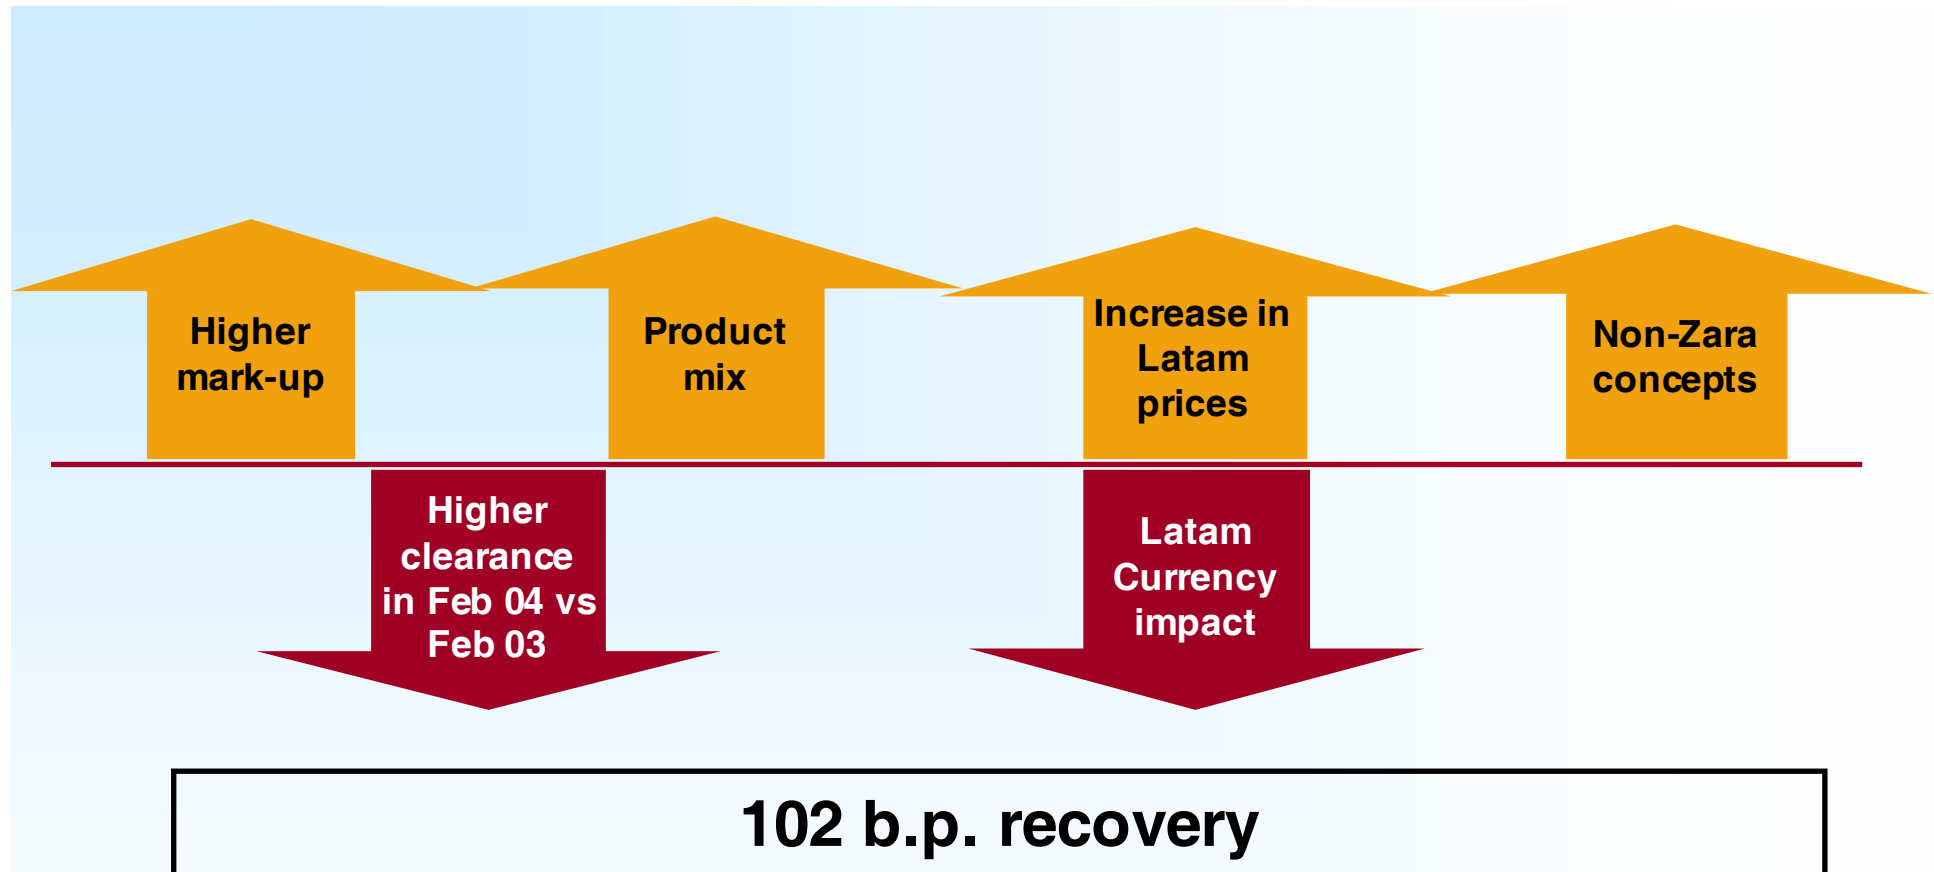 Higher
mark-up
Product
mix
Increase in
Latam
prices
Non-Zara
concepts
Higher
clearance
in Feb 04 vs
Feb 03
Latam
Currency
impact
102 b.p. recovery